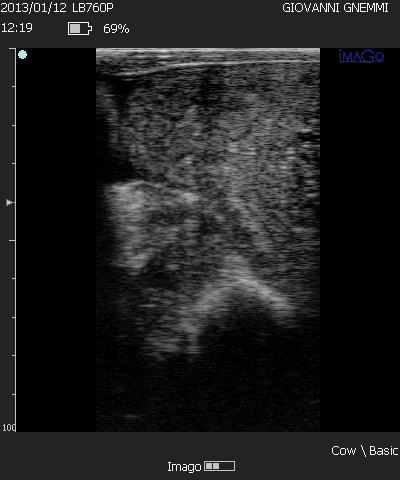 2013/01/12 LB760P GIOVANNI GNEMMI
12:19 69%
iMAGO
100
Cow \ Basic
Imago